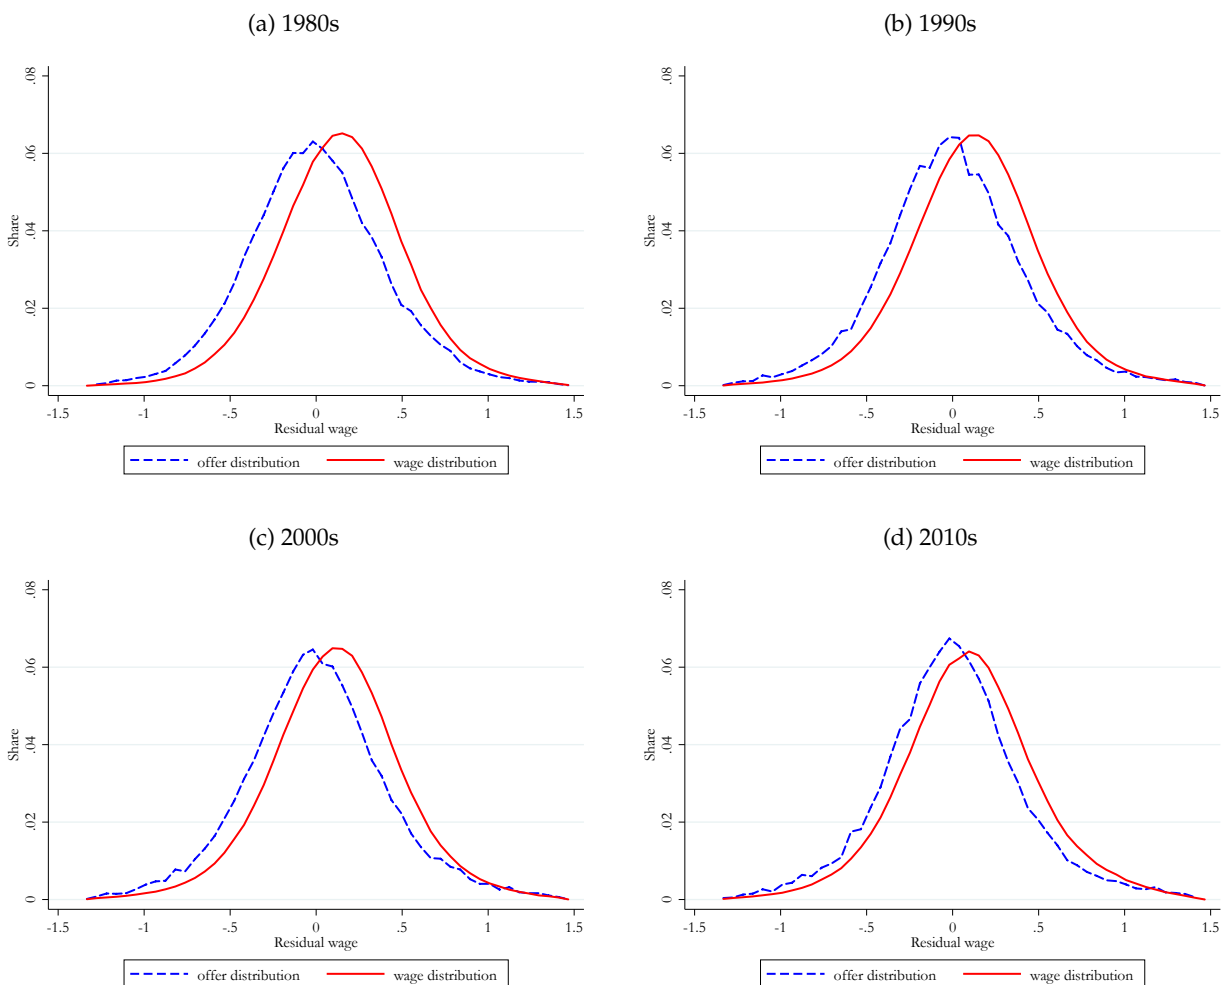 (a) 1980s
(b) 1990s
.08
.06
.04
.02
0
Share
-1.5
-1
-.5
0
.5
1
1.5
Residual wage
offer distribution
wage distribution
.08
.06
.04
.02
0
Share
-1.5
-1
-.5
0
.5
1
1.5
Residual wage
offer distribution
wage distribution
(c) 2000s
(d) 2010s
.08
.06
.04
.02
0
Share
-1.5
-1
-.5
0
.5
1
1.5
Residual wage
offer distribution
wage distribution
.08
.06
.04
.02
0
Share
-1.5
-1
-.5
0
.5
1
1.5
Residual wage
offer distribution
wage distribution